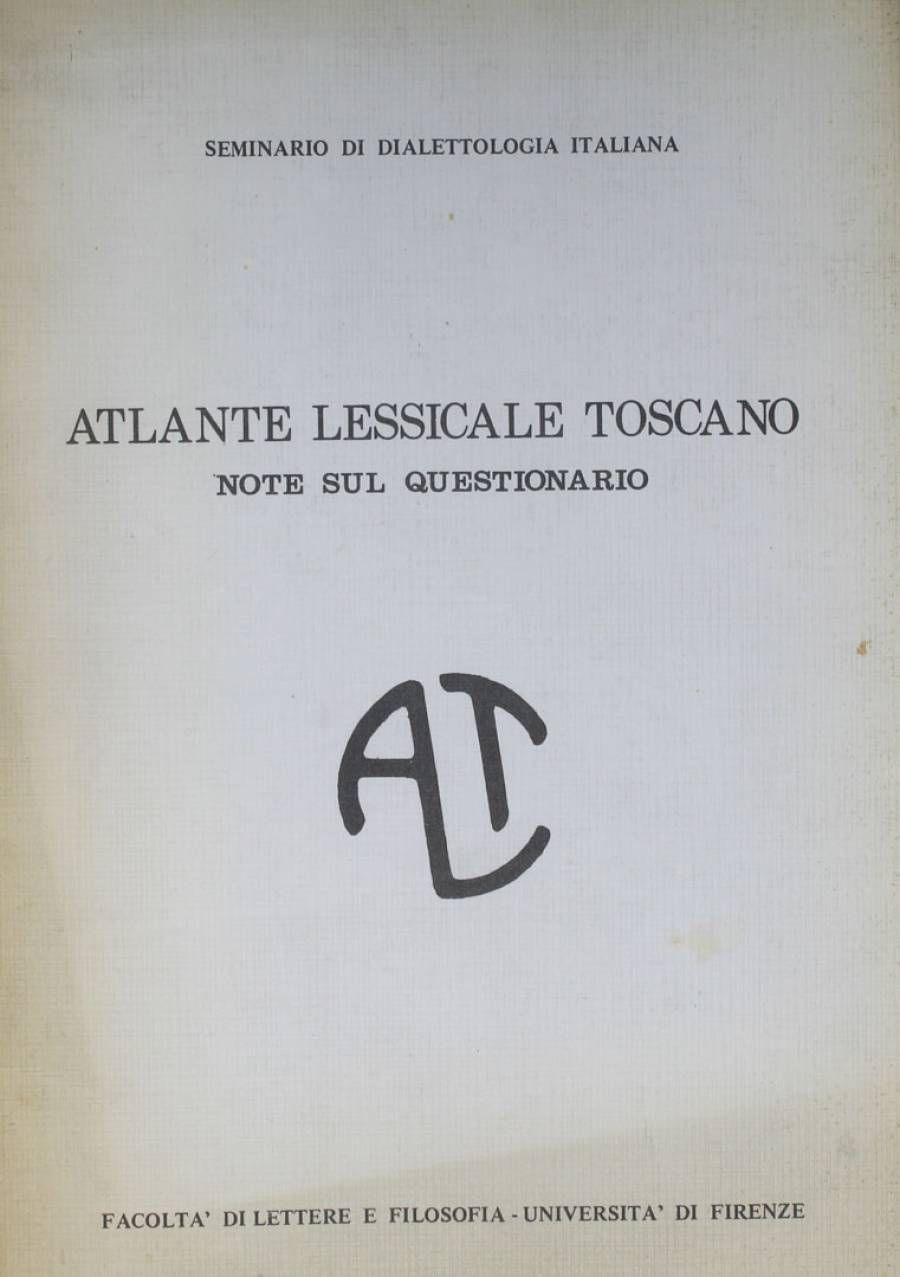 SEMINARIO DI DIALETTOLOGIA ITALIANA
ATLANTE LESSICALE TOSCANO
NOTE SUL QUESTIONARIO
ALT
FACOLTA' DI LETTERE E FILOSOFIA - UNIVERSITA' DI FIRENZE